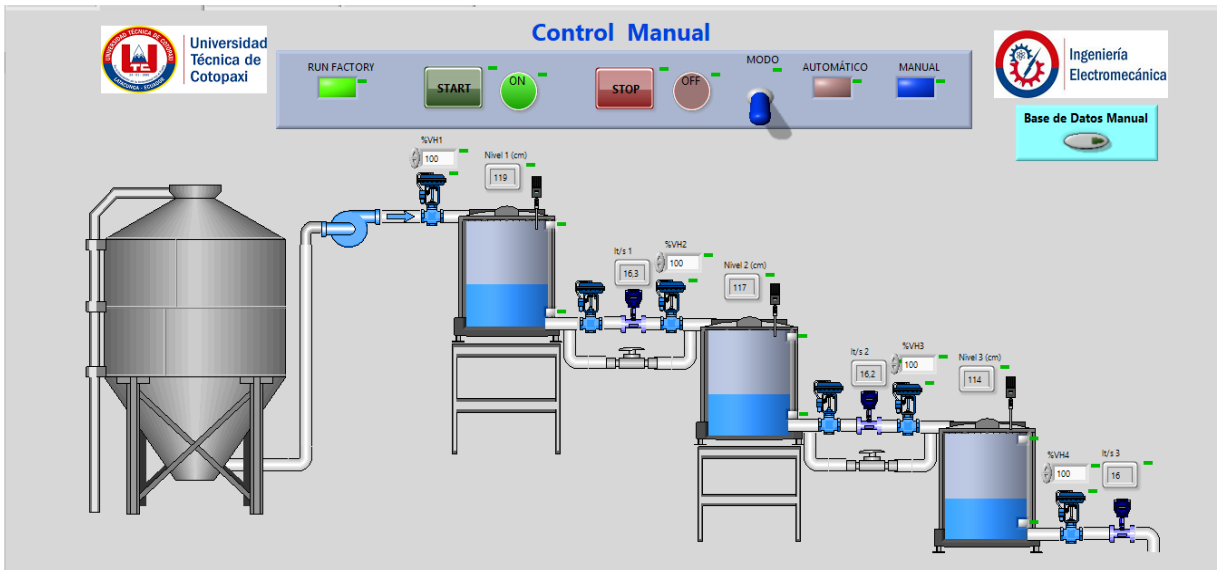 Control Manual
Universidad
Técnica de
Cotopaxi
Ingeniería
Electromecánica
RUN FACTORY
START
ON
STOP
OFF
MODO
AUTOMÁTICO
MANUAL
Base de Datos Manual
%VH1
100
Nivel 1 (cm)
119
lt/s 1
16,3
%VH2
100
Nivel 2 (cm)
117
lt/s 2
16,2
%VH3
100
Nivel 3 (cm)
114
%VH4
100
lt/s 3
16